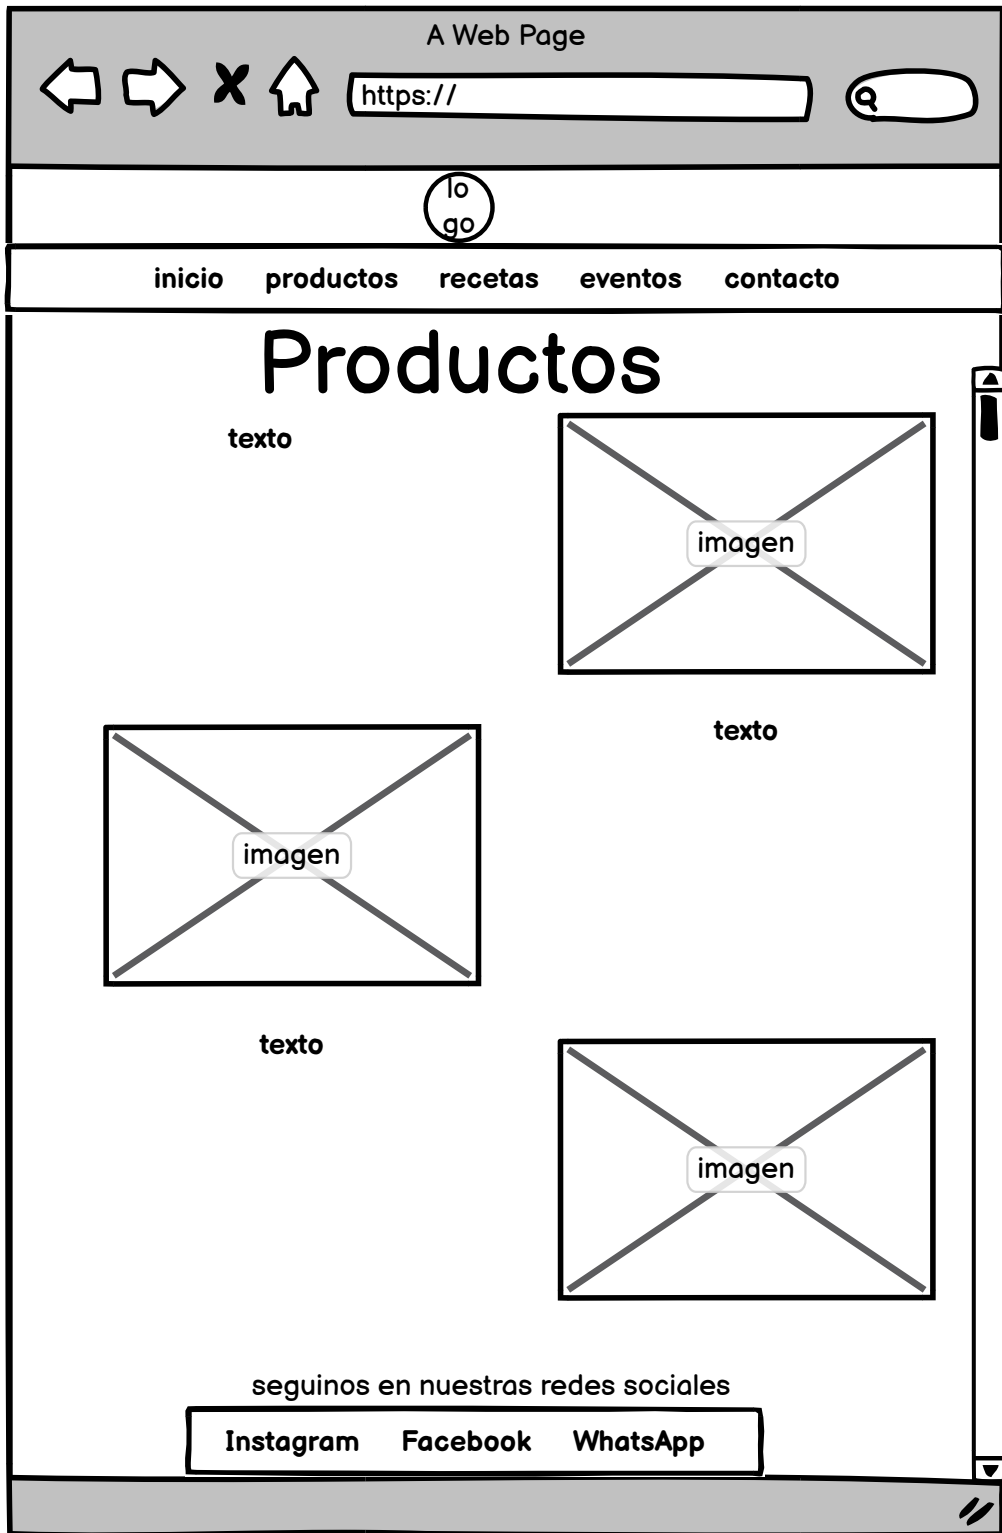 A Web Page
https://
lo
go
inicio productos recetas eventos contacto
Productos
texto
imagen
texto
imagen
texto
imagen
seguinos en nuestras redes sociales
Instagram Facebook WhatsApp